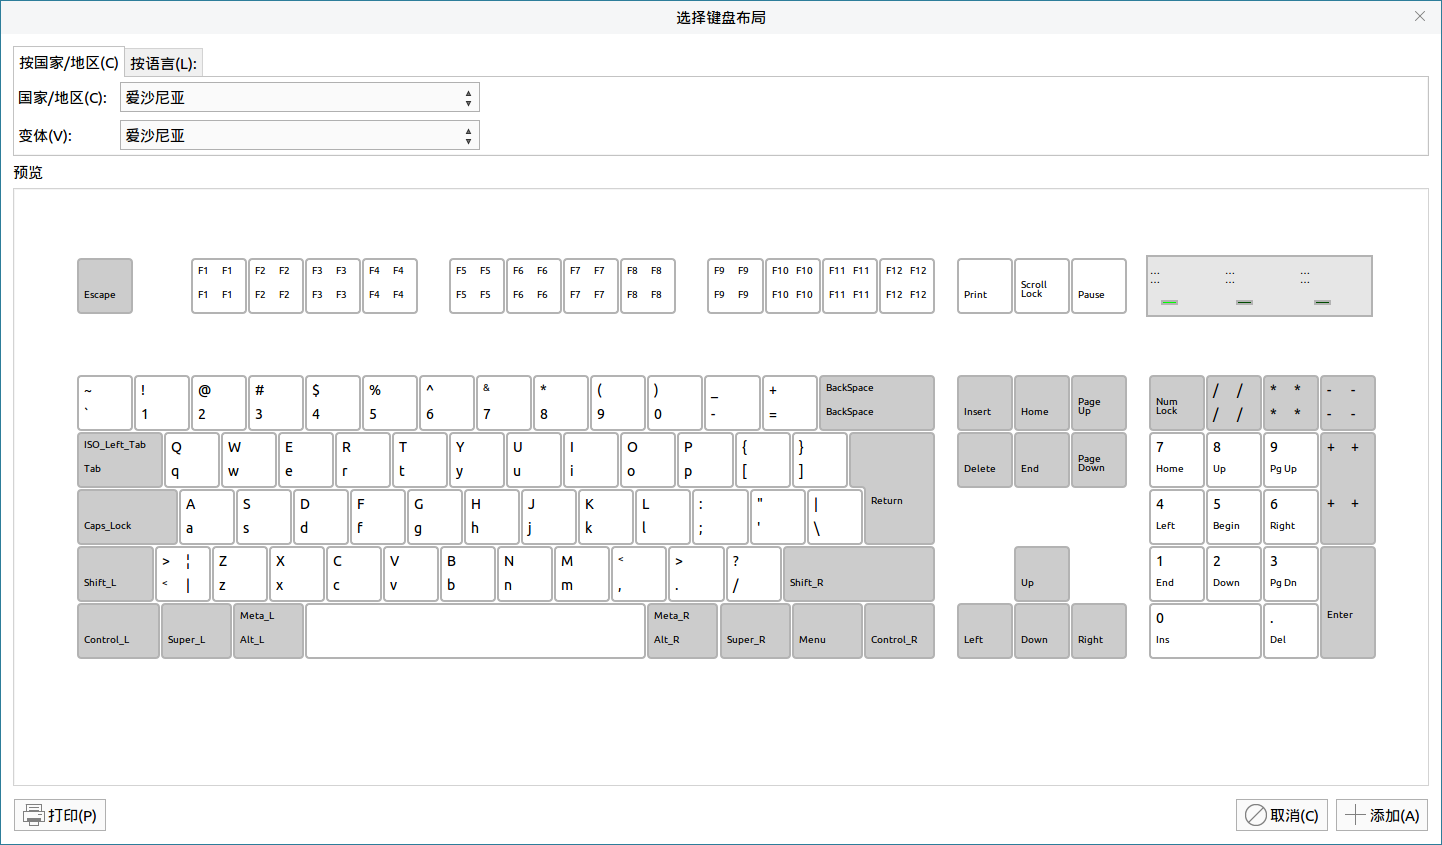 选择键盘布局
按国家/地区(C) 按语言(L):
国家/地区(C): 爱沙尼亚
变体(V): 爱沙尼亚
预览
F1 F1 F2 F2 F3 F3 F4 F4 F5 F5 F6 F6 F7 F7 F8 F8 F9 F9 F10 F10 F11 F11 F12 F12 ... ... ...
Escape F1 F1 F2 F2 F3 F3 F4 F4 F5 F5 F6 F6 F7 F7 F8 F8 F9 F9 F10 F10 F11 F11 F12 F12 Print Scroll Lock Pause ... ... ...
~ ! @ # $ % ^ & * ( ) _ + BackSpace Page Up Num Lock / / * * - -
` 1 2 3 4 5 6 7 8 9 0 - = BackSpace Insert Home / / * * - -
ISO_Left_Tab Q W E R T Y U I O P { } 7 8 9 + +
Tab q w e r t y u i o p [ ] Delete End Page Down Home Up Pg Up
A S D F G H J K L : " | Return 4 5 6 + +
Caps_Lock a s d f g h j k l ; ' \ Left Begin Right
> ¦ Z X C V B N M < > ? 1 2 3
Shift_L < | z x c v b n m , . / Shift_R Up End Down Pg Dn
Meta_L Meta_R 0 . Enter
Control_L Super_L Alt_L Alt_R Super_R Menu Control_R Left Down Right Ins Del
打印(P) 取消(C) 添加(A)